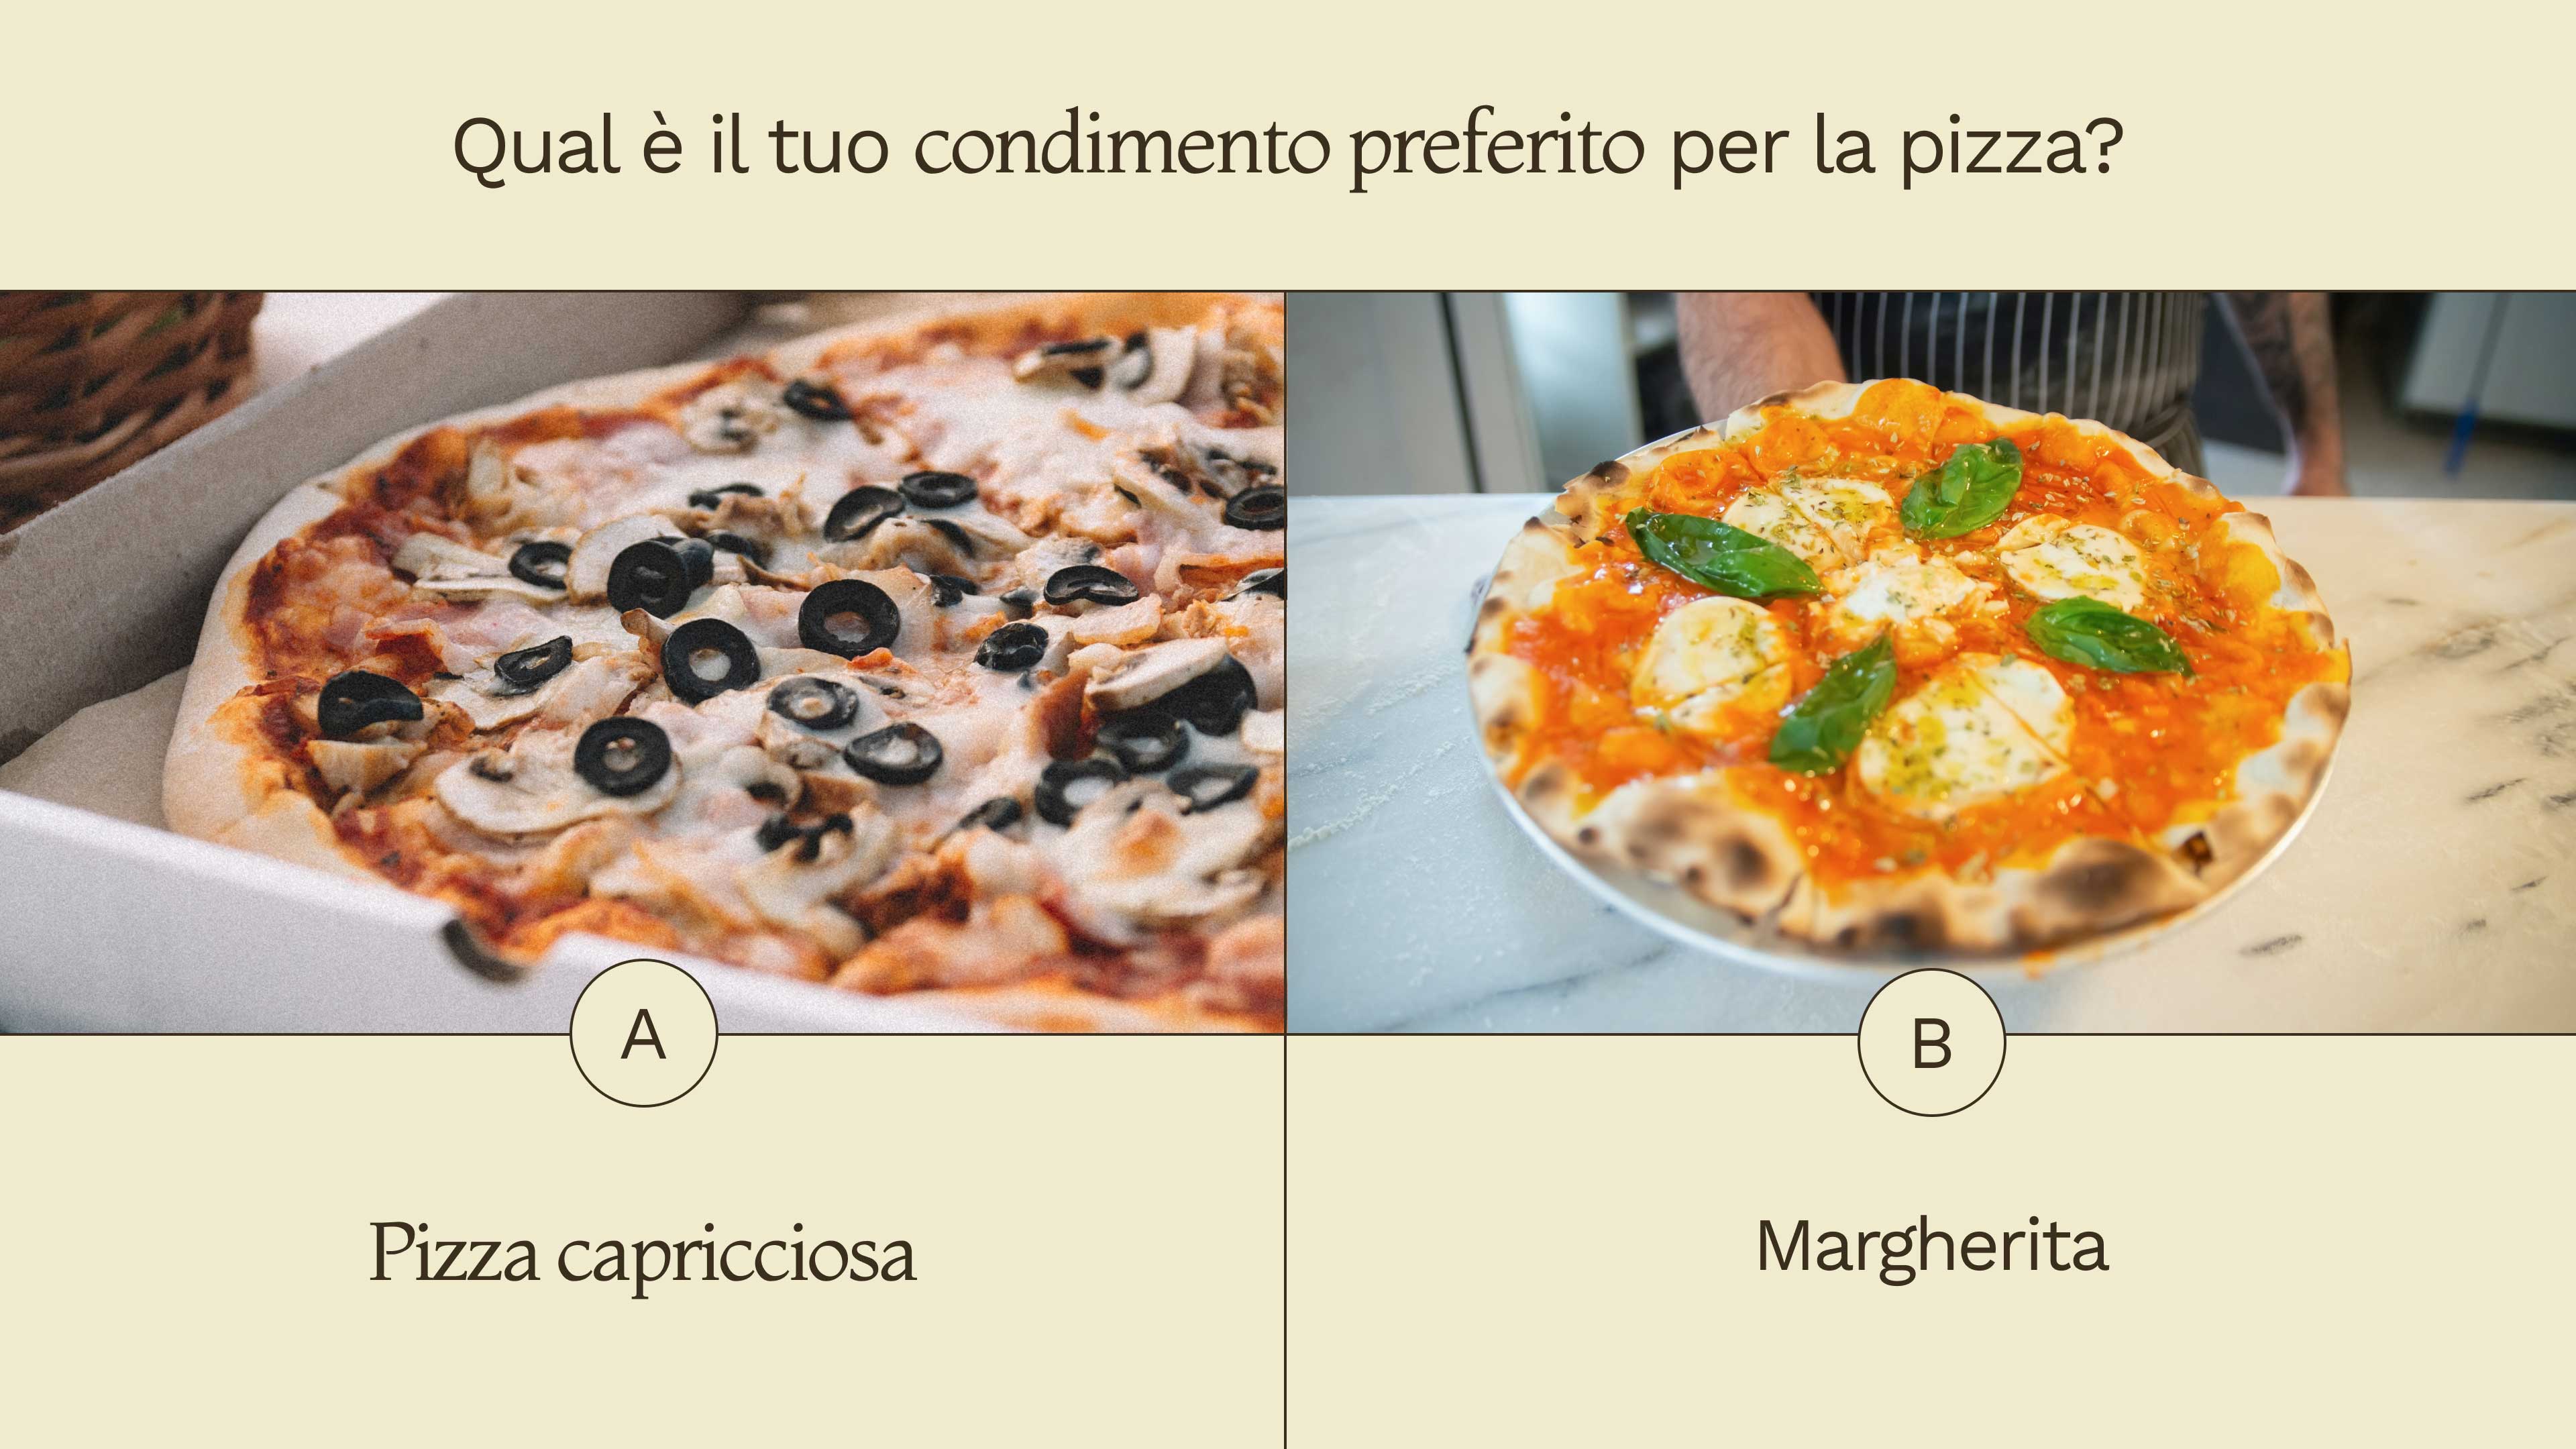 Qual è il tuo condimento preferito per la pizza?
A
B
Pizza capricciosa
Margherita